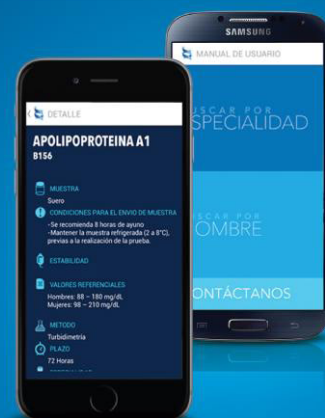 DETALLE
APOLIPOPROTEINA A1
B156
MUESTRA
Suero
CONDICIONES PARA EL ENVIO DE MUESTRA
-Se recomienda 8 horas de ayuno
-Mantener la muestra refrigerada (2 a 8°C),
previas a la realización de la prueba.
ESTABILIDAD
VALORES REFERENCIALES
Hombres: 88 – 180 mg/dL
Mujeres: 98 – 210 mg/dL
METODO
Turbidimetría
PLAZO
72 Horas
SAMSUNG
MANUAL DE USUARIO
USCAR POR
SPECIALIDAD
USCAR POR
OMBRE
ONTÁCTANOS